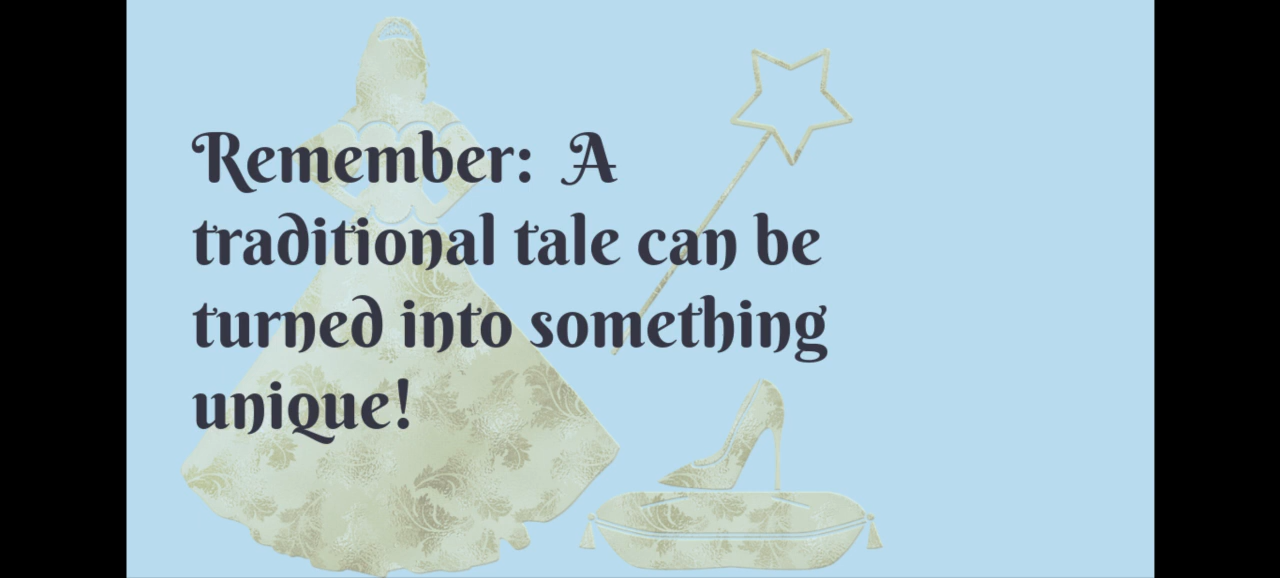 Remember: A
traditional tale can be
turned into something
unique!